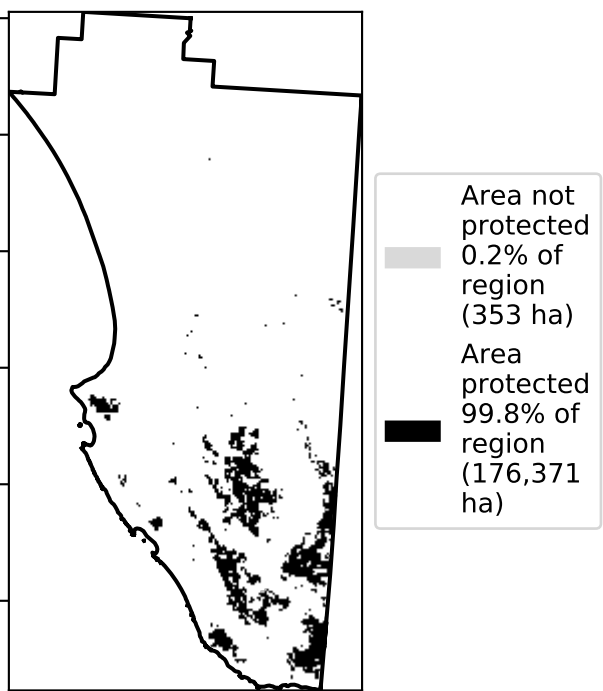 Area not
protected
0.2% of
region
(353 ha)
Area
protected
99.8% of
region
(176,371
ha)